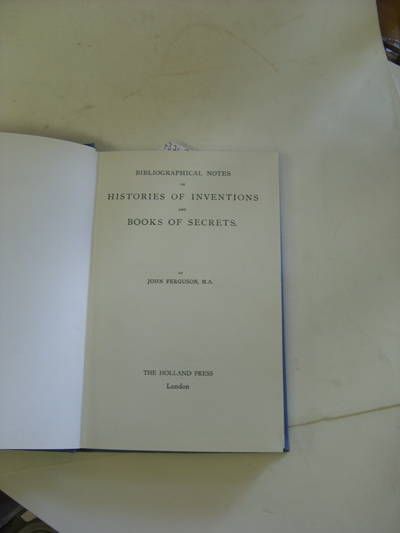 BIBLIOGRAPHICAL NOTES
ON
HISTORIES OF INVENTIONS
AND
BOOKS OF SECRETS.
BY
JOHN FERGUSON, M.A.
THE HOLLAND PRESS
London